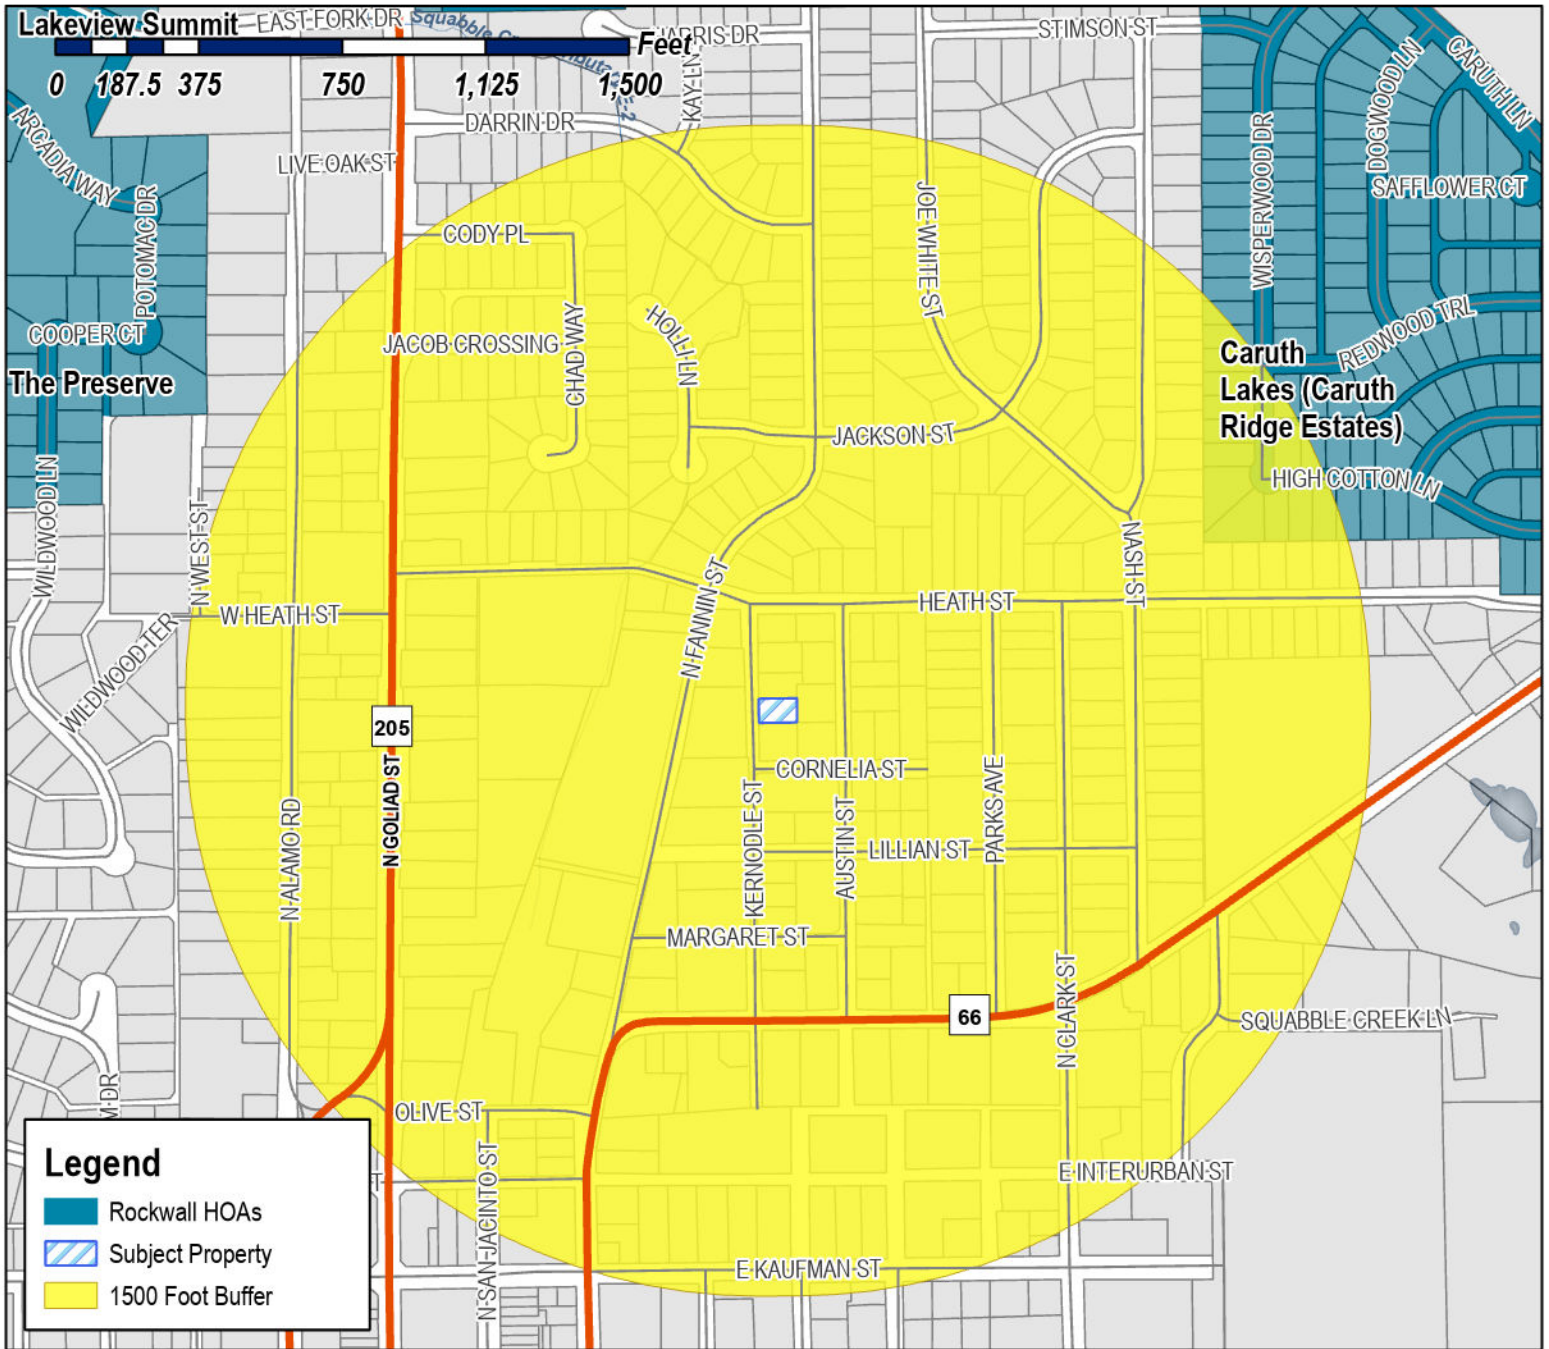 Lakeview Summit
EAST FORK DR
Squabble
HARRIS DR
STIMSON ST
Feet
0 187.5 375 750 1,125 1,500
KAY LN
DOGWOOD LN
CARUTH LN
DARRIN DR
ARCADIA WAY
LIVE OAK ST
WISPERWOOD DR
SAFFLOWER CT
POTOMAC DR
JOE WHITE ST
CODY PL
COOPER CT
JACOB CROSSING
CHAD WAY
HOLLI LN
REDWOOD TRL
The Preserve
Caruth
Lakes (Caruth
Ridge Estates)
JACKSON ST
HIGH COTTON LN
WILDWOOD LN
N WEST ST
NASH ST
N FANNIN ST
W HEATH ST
HEATH ST
WILDWOOD TER
205
N GOLIAD ST
CORNELIA ST
N ALAMO RD
KERNODLE ST
AUSTIN ST
PARKS AVE
LILLIAN ST
MARGARET ST
66
N CLARK ST
SQUABBLE CREEK LN
M DR
OLIVE ST
N SAN JACINTO ST
E INTERURBAN ST
E KAUFMAN ST
Legend
Rockwall HOAs
Subject Property
1500 Foot Buffer